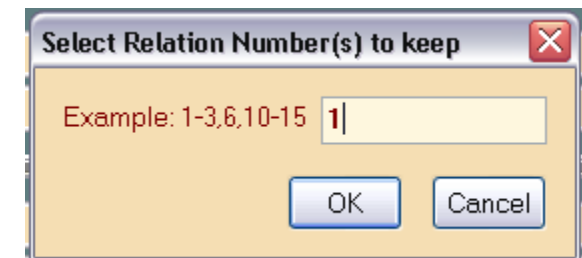 Select Relation Number(s) to keep
Example: 1-3,6,10-15 1
OK Cancel